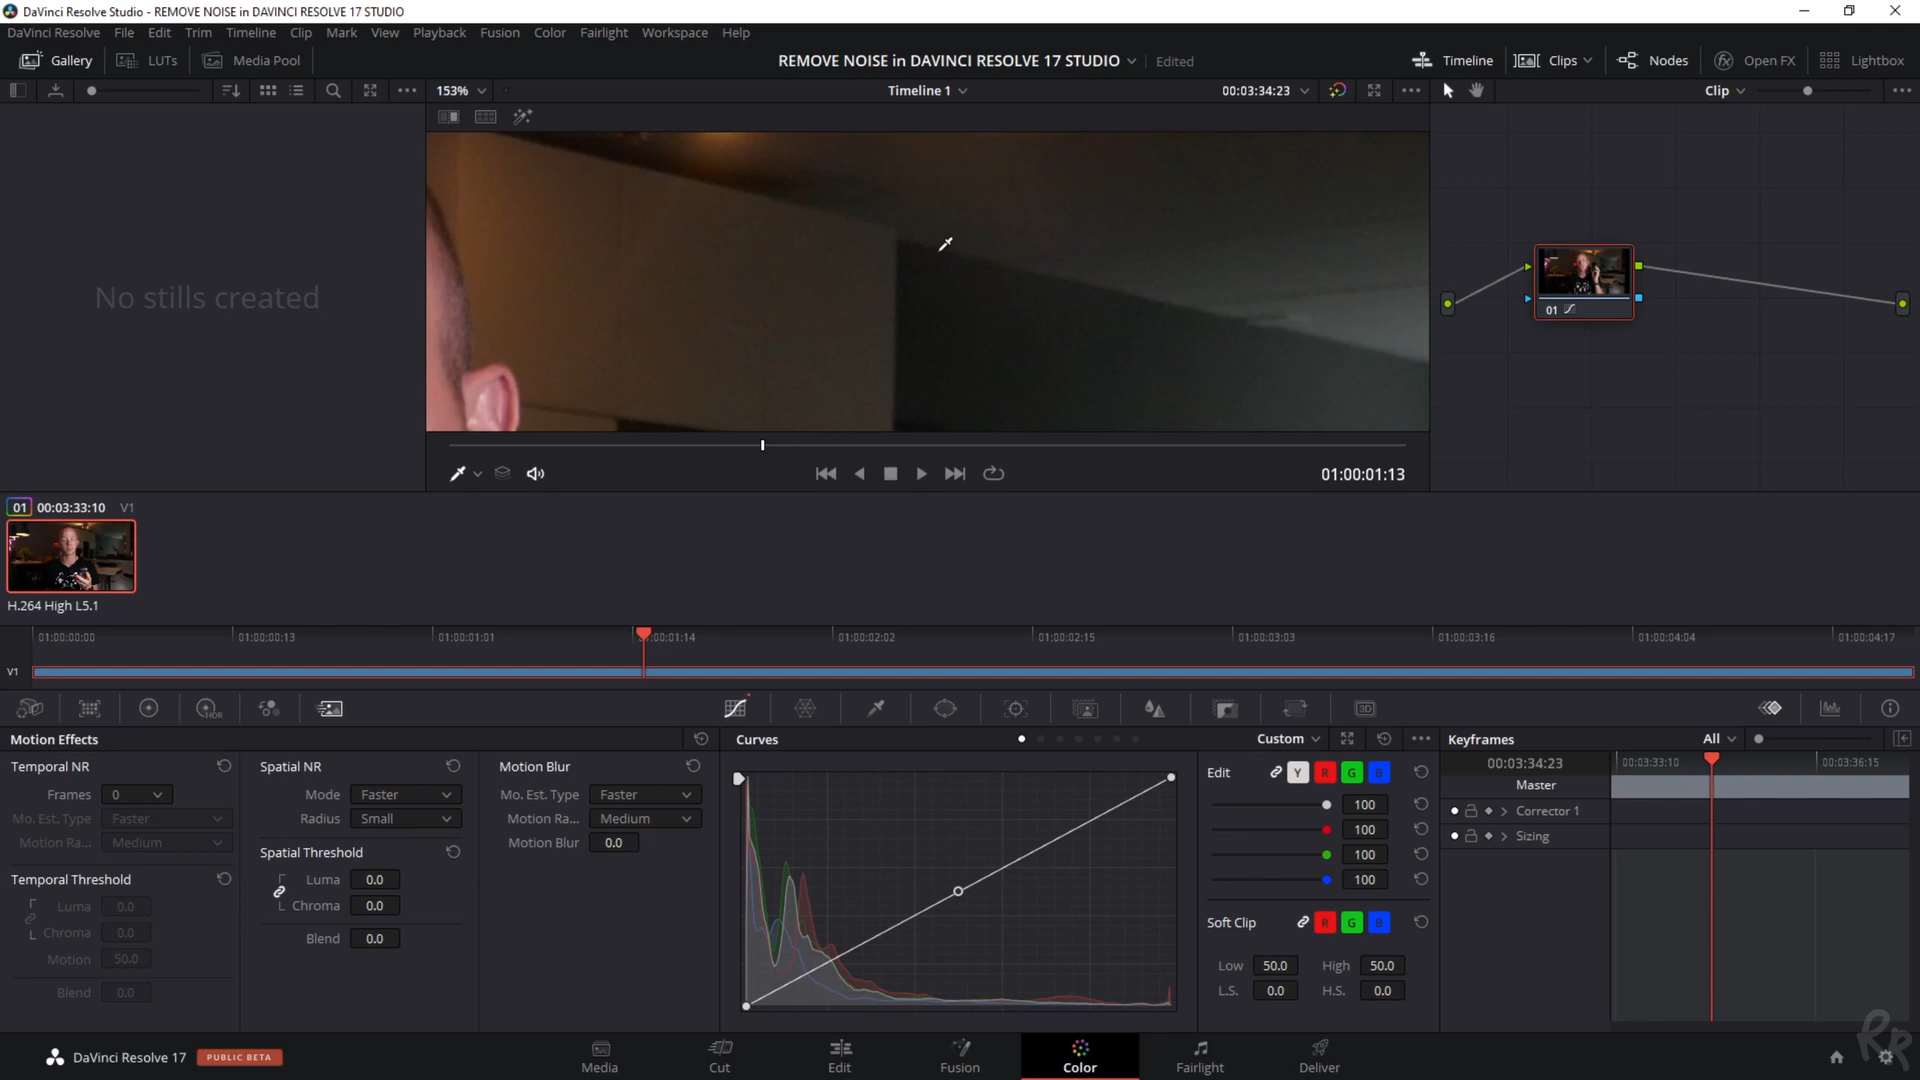 DaVinci Resolve Studio - REMOVE NOISE in DAVINCI RESOLVE 17 STUDIO
DaVinci Resolve File Edit Trim Timeline Clip Mark View Playback Fusion Color Fairlight Workspace Help
Gallery LUTs Media Pool REMOVE NOISE in DAVINCI RESOLVE 17 STUDIO Edited Timeline Clips Nodes Open FX Lightbox
153% Timeline 1 00:03:34:23 Clip
No stills created
01
01:00:01:13
01 00:03:33:10 V1
H.264 High L5.1
01:00:00:00 01:00:00:13 01:00:01:01 01:00:01:14 01:00:02:02 01:00:02:15 01:00:03:03 01:00:03:16 01:00:04:04 01:00:04:17
V1
HDR 3D
Motion Effects Curves Custom Keyframes All
Temporal NR Spatial NR Motion Blur Edit Y R G B 00:03:34:23 00:03:33:10 00:03:36:15
Frames 0 Mode Faster Mo. Est. Type Faster 100 Master
Mo. Est. Type Faster Radius Small Motion Ra... Medium 100 Corrector 1
Motion Ra... Medium Motion Blur 0.0 100 Sizing
Spatial Threshold
Temporal Threshold Luma 0.0 100
Luma 0.0 Chroma 0.0
Chroma 0.0 Blend 0.0 Soft Clip R G B
Motion 50.0 Low 50.0 High 50.0
Blend 0.0 L.S. 0.0 H.S. 0.0
DaVinci Resolve 17 PUBLIC BETA Media Cut Edit Fusion Color Fairlight Deliver
RR